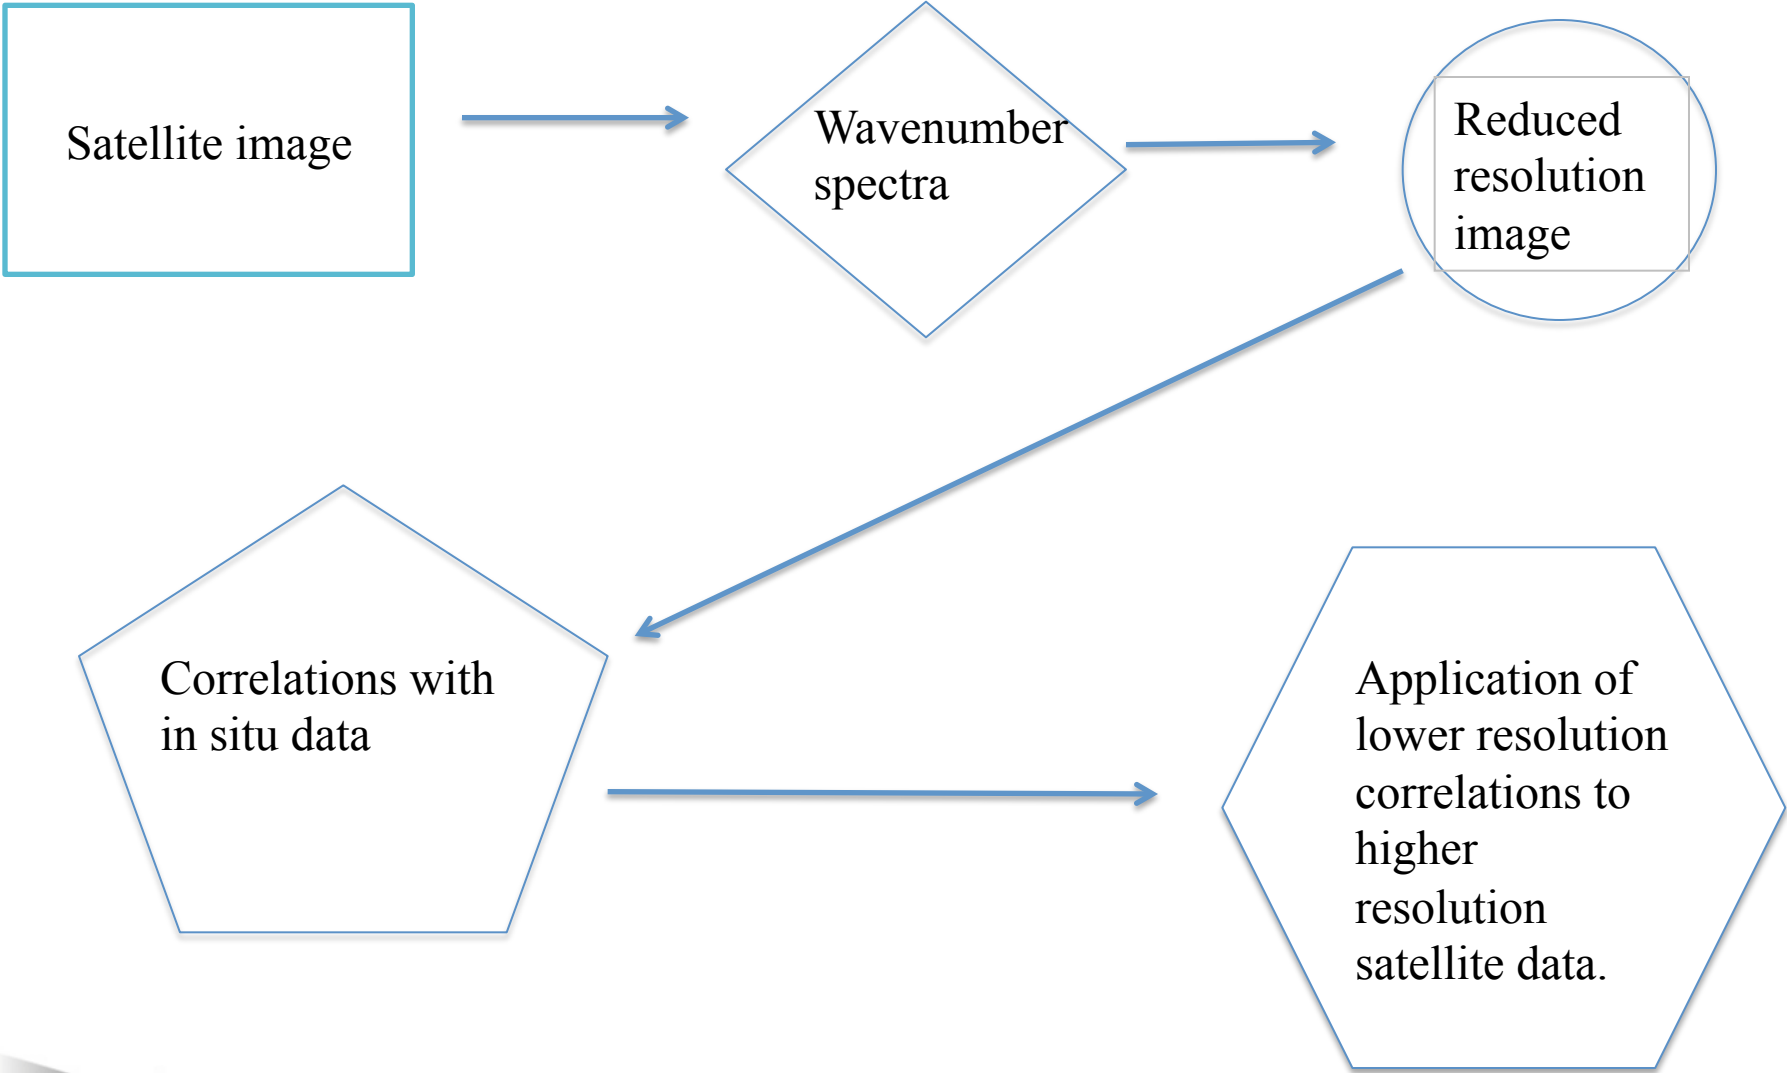 Satellite image
Wavenumber
spectra
Reduced
resolution
image
Correlations with
in situ data
Application of
lower resolution
correlations to
higher
resolution
satellite data.